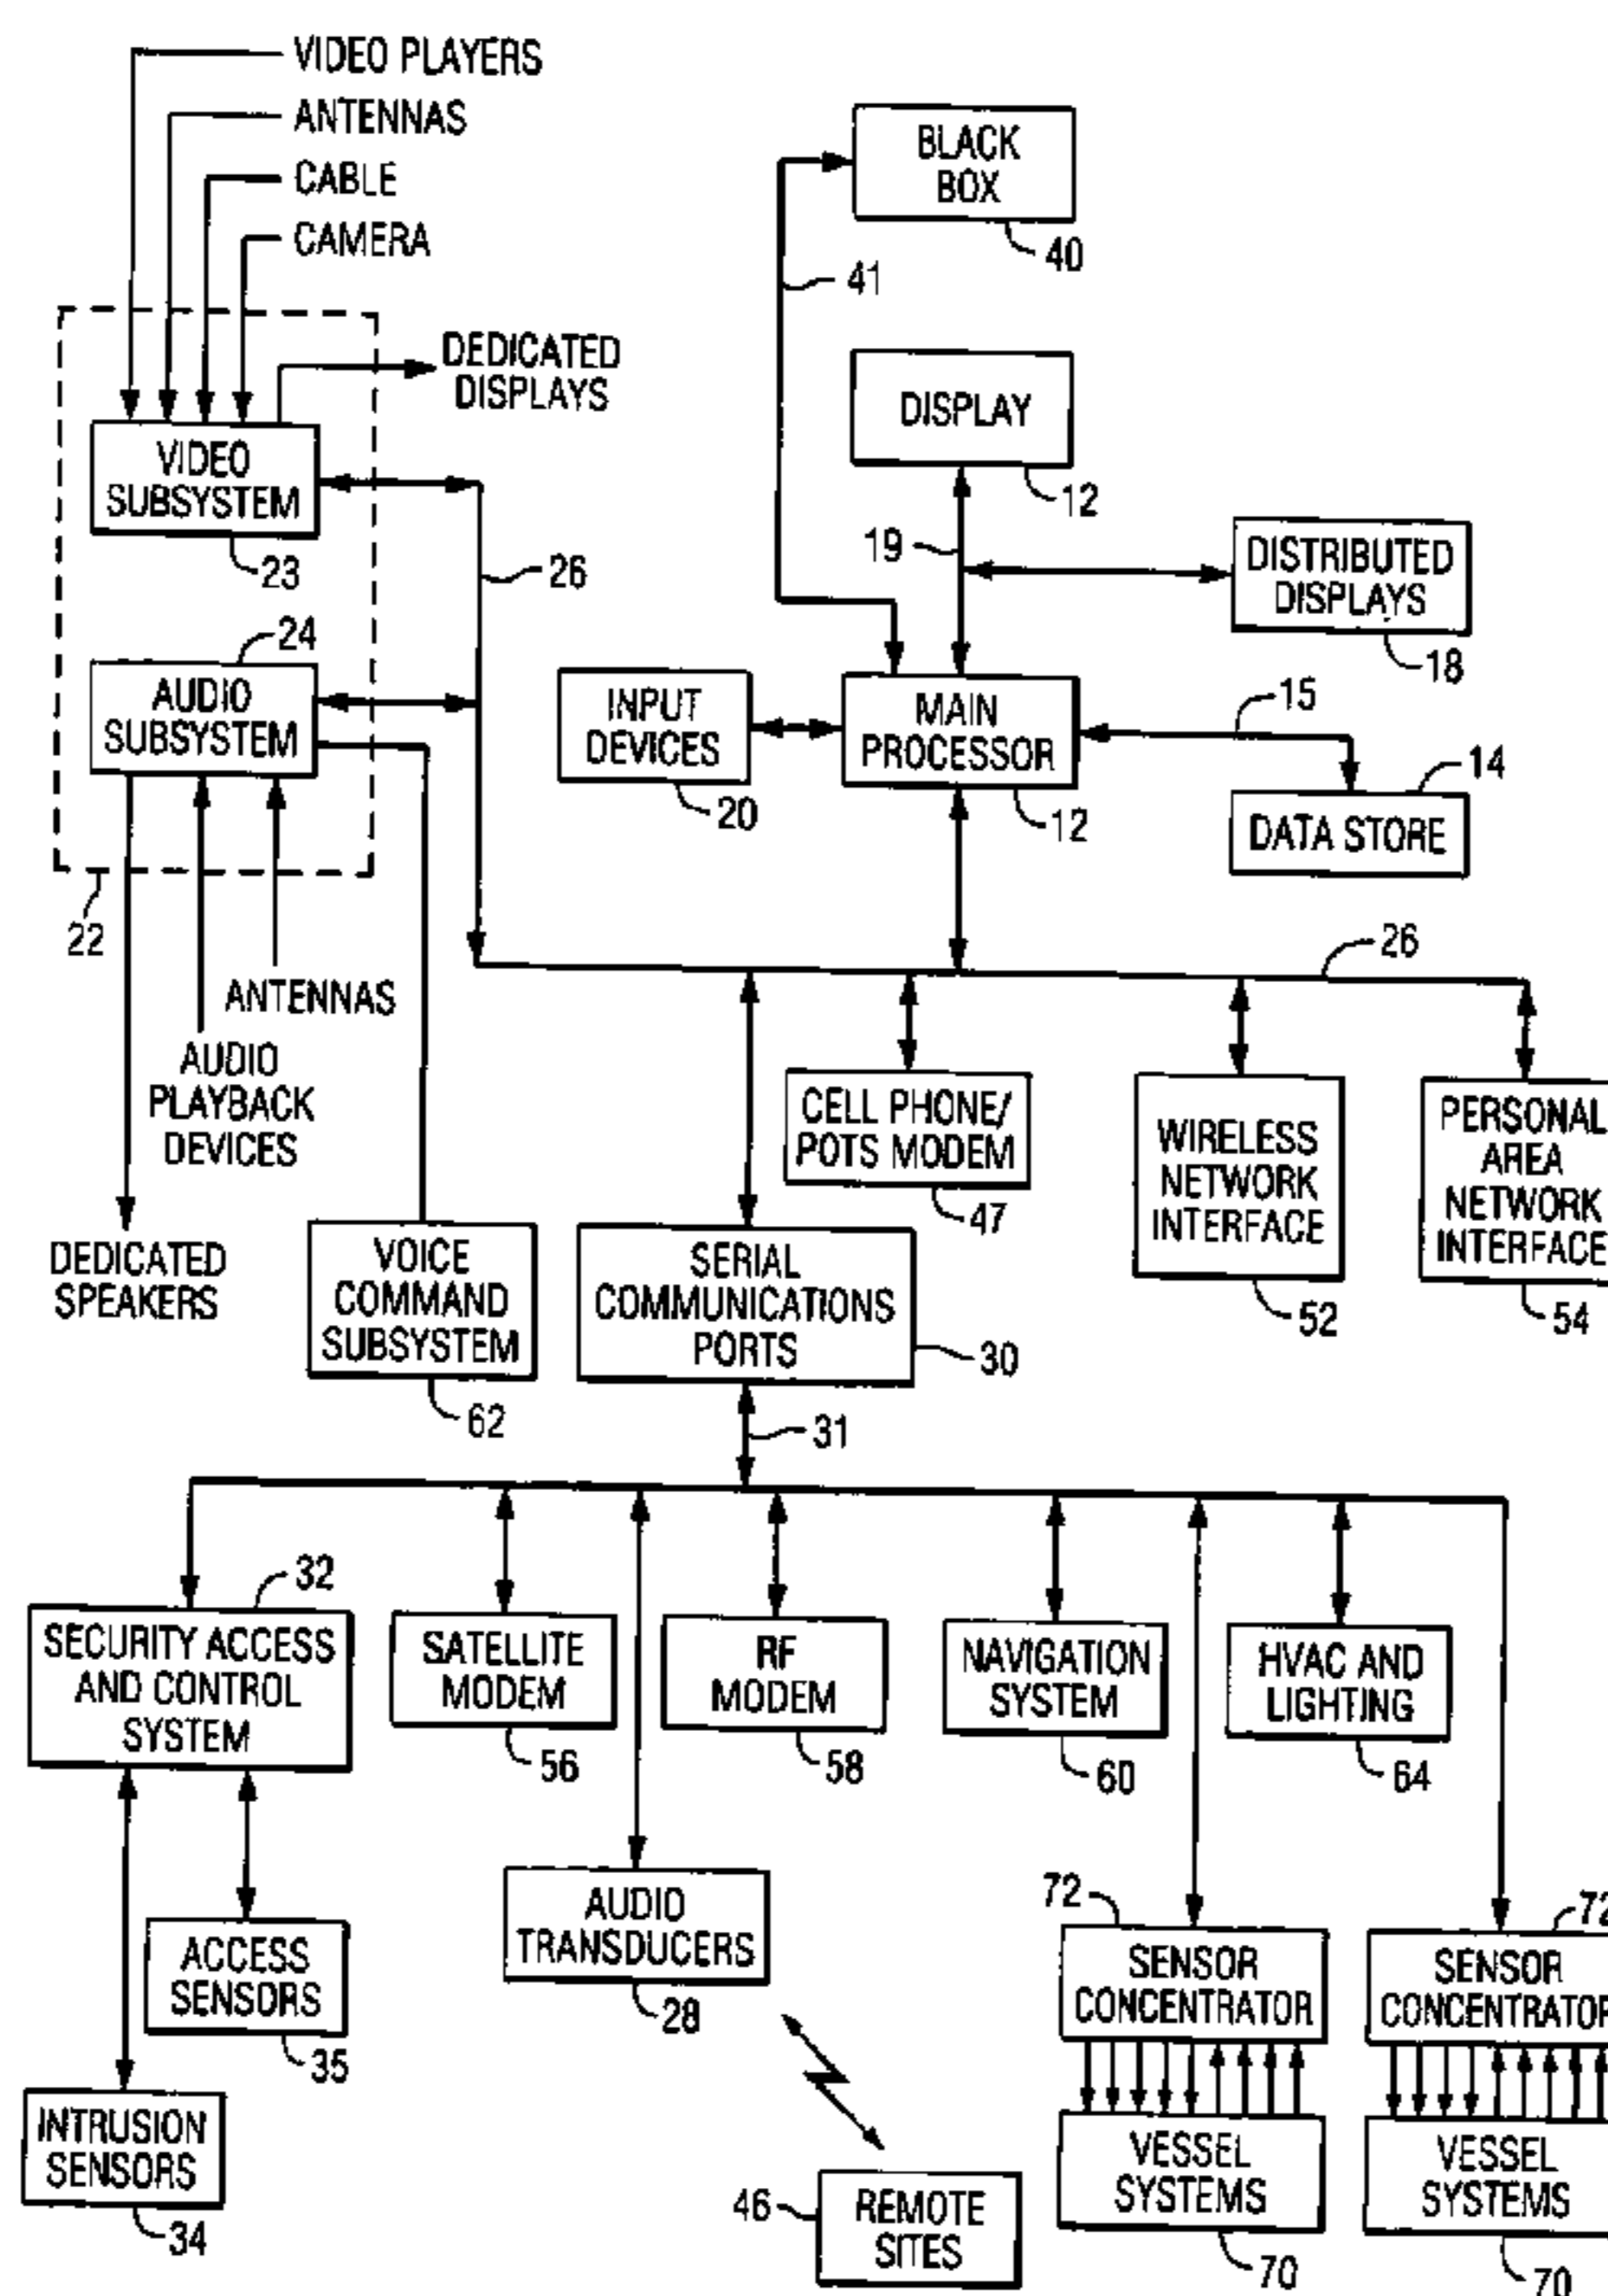 VIDEO PLAYERS
ANTENNAS
CABLE
CAMERA
DEDICATED
DISPLAYS
VIDEO
SUBSYSTEM
23
26
24
AUDIO
SUBSYSTEM
22
ANTENNAS
AUDIO
PLAYBACK
DEVICES
DEDICATED
SPEAKERS
VOICE
COMMAND
SUBSYSTEM
62
BLACK
BOX
40
41
DISPLAY
12
19
DISTRIBUTED
DISPLAYS
18
INPUT
DEVICES
20
MAIN
PROCESSOR
12
15
14
DATA STORE
26
CELL PHONE/
POTS MODEM
47
WIRELESS
NETWORK
INTERFACE
52
PERSONAL
AREA
NETWORK
INTERFACE
54
SERIAL
COMMUNICATIONS
PORTS
30
31
32
SECURITY ACCESS
AND CONTROL
SYSTEM
SATELLITE
MODEM
56
RF
MODEM
58
NAVIGATION
SYSTEM
60
HVAC AND
LIGHTING
64
AUDIO
TRANSDUCERS
28
ACCESS
SENSORS
35
INTRUSION
SENSORS
34
46
REMOTE
SITES
72
SENSOR
CONCENTRATOR
VESSEL
SYSTEMS
70
72
SENSOR
CONCENTRATOR
VESSEL
SYSTEMS
70